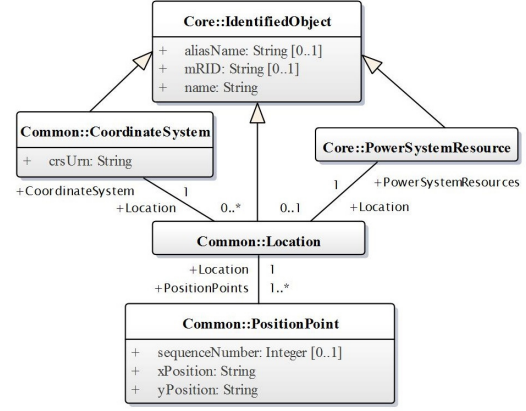 Core::IdentifiedObject
+ aliasName: String [0..1]
+ mRID: String [0..1]
+ name: String
Common::CoordinateSystem
+ crsUrn: String
Core::PowerSystemResource
+CoordinateSystem 1
+Location 0..*
1 +PowerSystemResources
0..1 +Location
Common::Location
+Location 1
+PositionPoints 1..*
Common::PositionPoint
+ sequenceNumber: Integer [0..1]
+ xPosition: String
+ yPosition: String